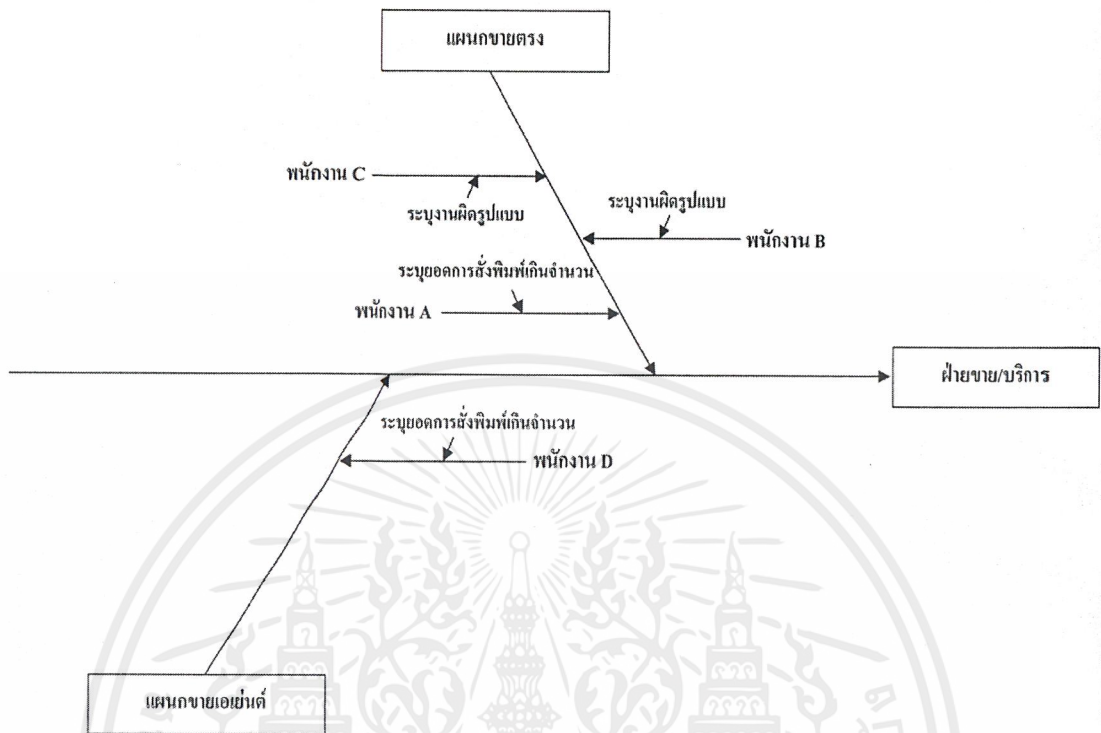 แผนกขายตรง
พนักงาน C
ระบุงานผิดรูปแบบ
ระบุงานผิดรูปแบบ
พนักงาน B
ระบุยอดการสั่งพิมพ์เกินจำนวน
พนักงาน A
ฝ่ายขาย/บริการ
ระบุยอดการสั่งพิมพ์เกินจำนวน
พนักงาน D
แผนกขายเอเย่นต์